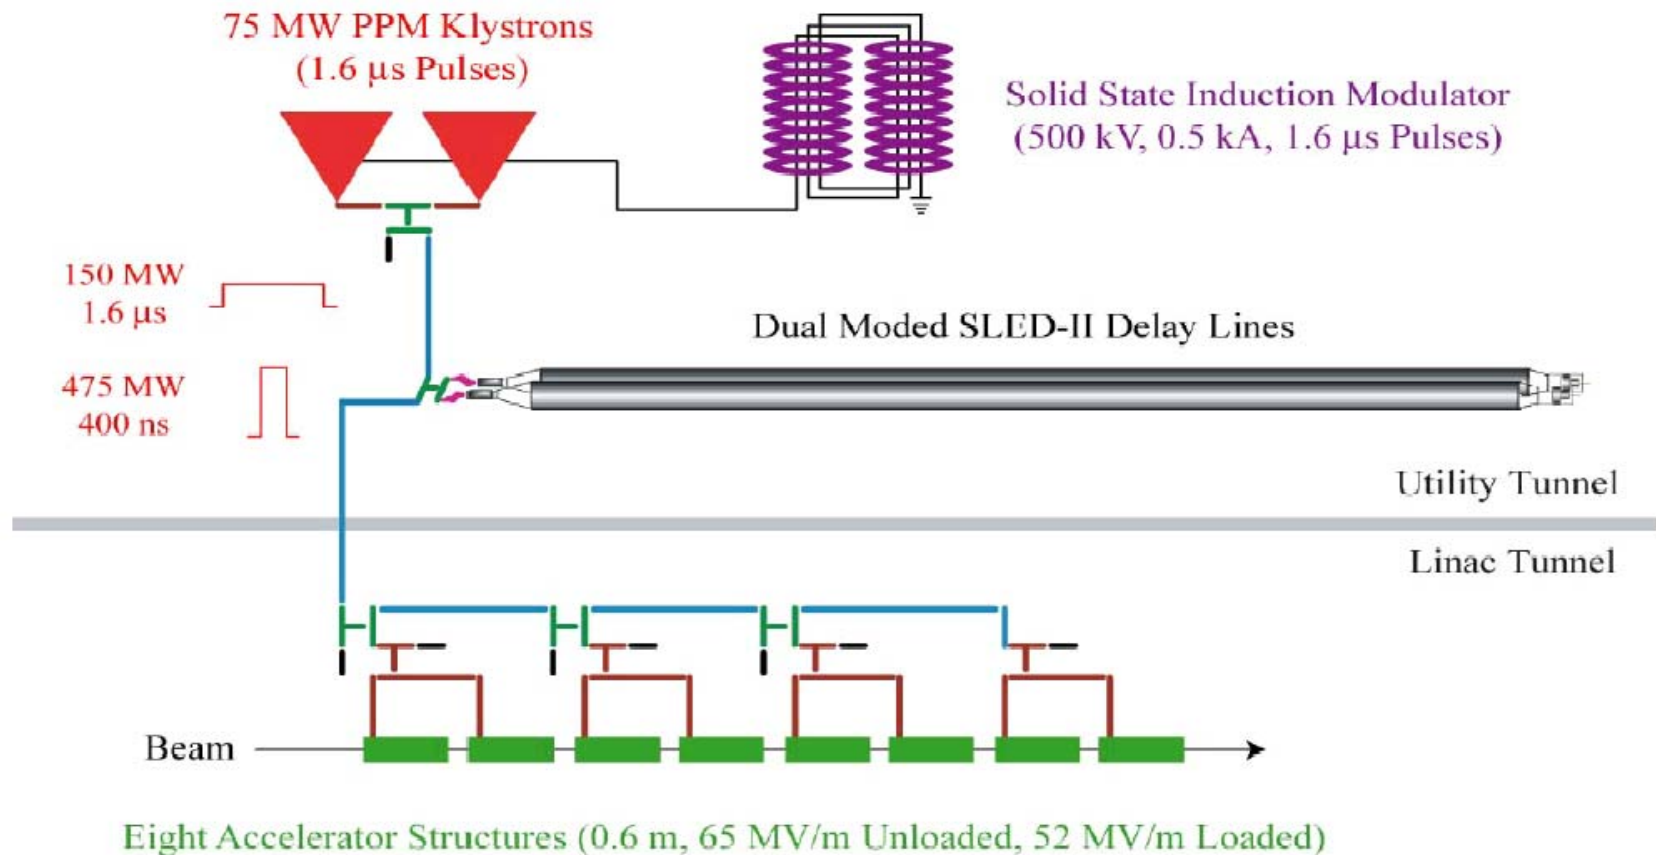 75 MW PPM Klystrons
(1.6 μs Pulses)
Solid State Induction Modulator
(500 kV, 0.5 kA, 1.6 μs Pulses)
150 MW
1.6 μs
Dual Moded SLED-II Delay Lines
475 MW
400 ns
Utility Tunnel
Linac Tunnel
Beam
Eight Accelerator Structures (0.6 m, 65 MV/m Unloaded, 52 MV/m Loaded)